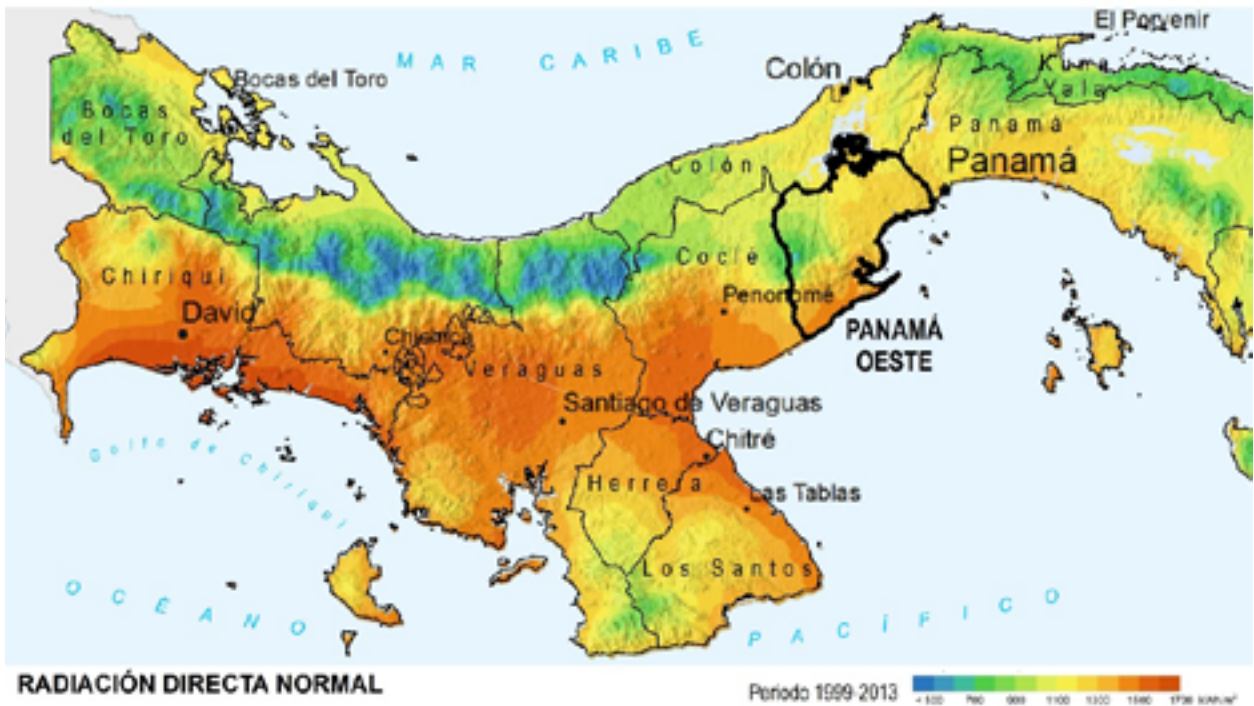 El Porvenir
MAR CARIBE
Colón
Bocas del Toro
Kuna
Yala
Bocas
del Toro
Panamá
Panamá
Colón
Coclé
Chiriquí
Penonomé
David
PANAMÁ
OESTE
Veraguas
Santiago de Veraguas
Chitré
Golfo de Chiriquí
Herrera
Las Tablas
Los Santos
OCÉANO PACÍFICO
RADIACIÓN DIRECTA NORMAL
Periodo 1999-2013
1100